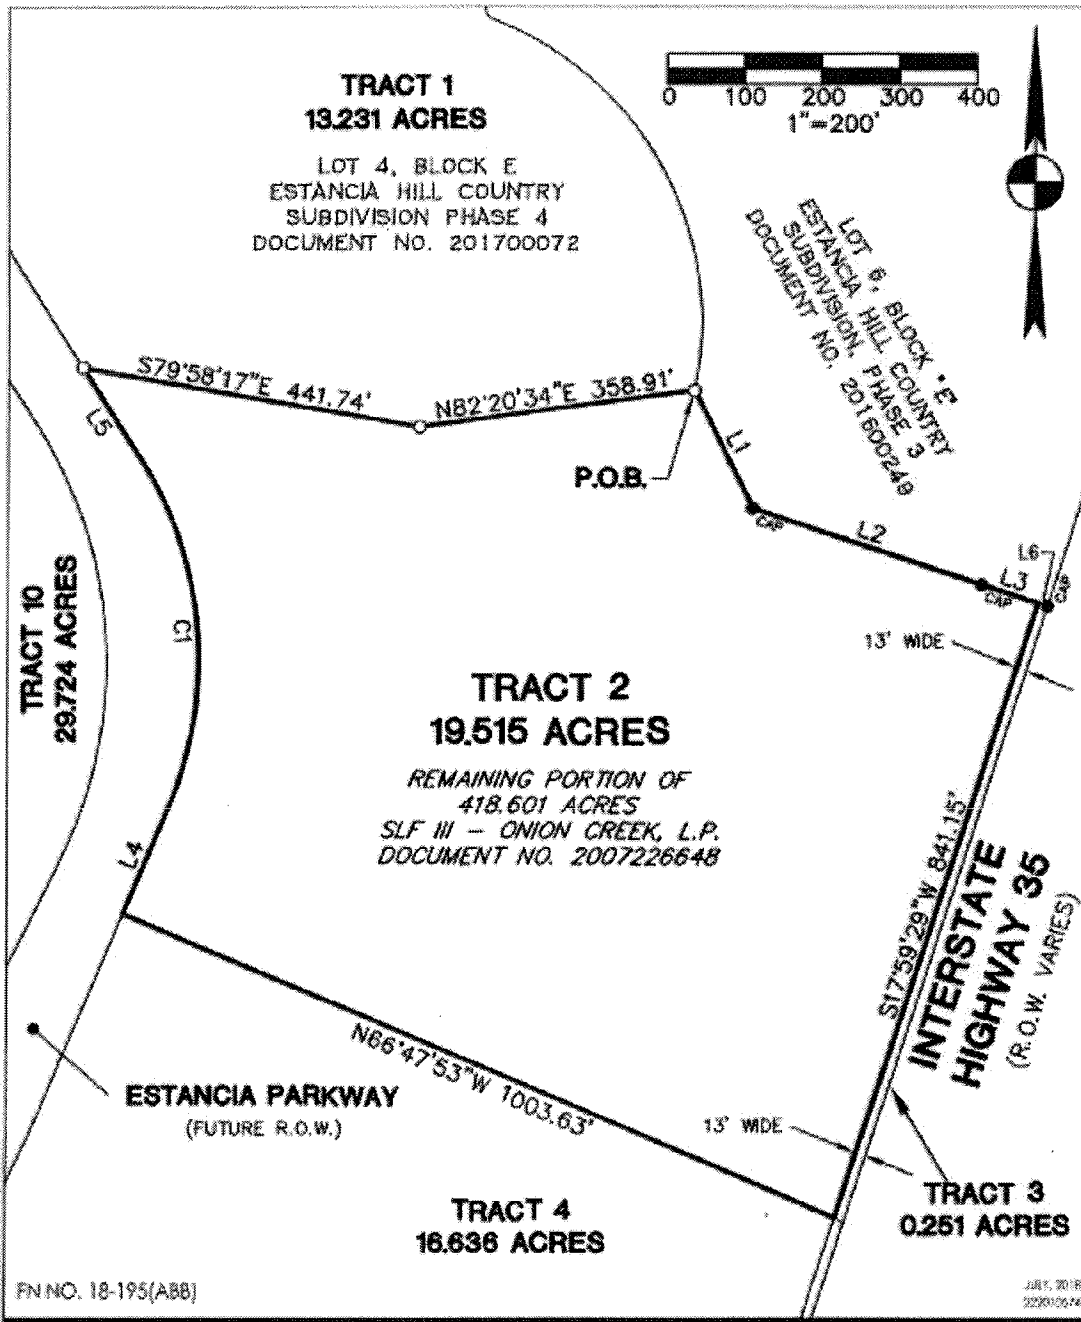 TRACT 1
13.231 ACRES
LOT 4, BLOCK E
ESTANCIA HILL COUNTRY
SUBDIVISION PHASE 4
DOCUMENT NO. 201700072
0 100 200 300 400
1"=200'
LOT 6, BLOCK "E"
ESTANCIA HILL COUNTRY
SUBDIVISION, PHASE 3
DOCUMENT NO. 201600249
S79°58'17"E 441.74'
N82°20'34"E 358.91'
P.O.B.
L5
L1
CAP
L2
L3
CAP
L6
CAP
13' WIDE
C1
TRACT 10
29.724 ACRES
TRACT 2
19.515 ACRES
REMAINING PORTION OF
418.601 ACRES
SLF III – ONION CREEK, L.P.
DOCUMENT NO. 2007226648
L4
S17°59'29"W 841.15'
INTERSTATE
HIGHWAY 35
(R.O.W. VARIES)
N66°47'53"W 1003.63'
ESTANCIA PARKWAY
(FUTURE R.O.W.)
13' WIDE
TRACT 3
0.251 ACRES
TRACT 4
16.636 ACRES
FN NO. 18-195(ABB)
JULY, 2018